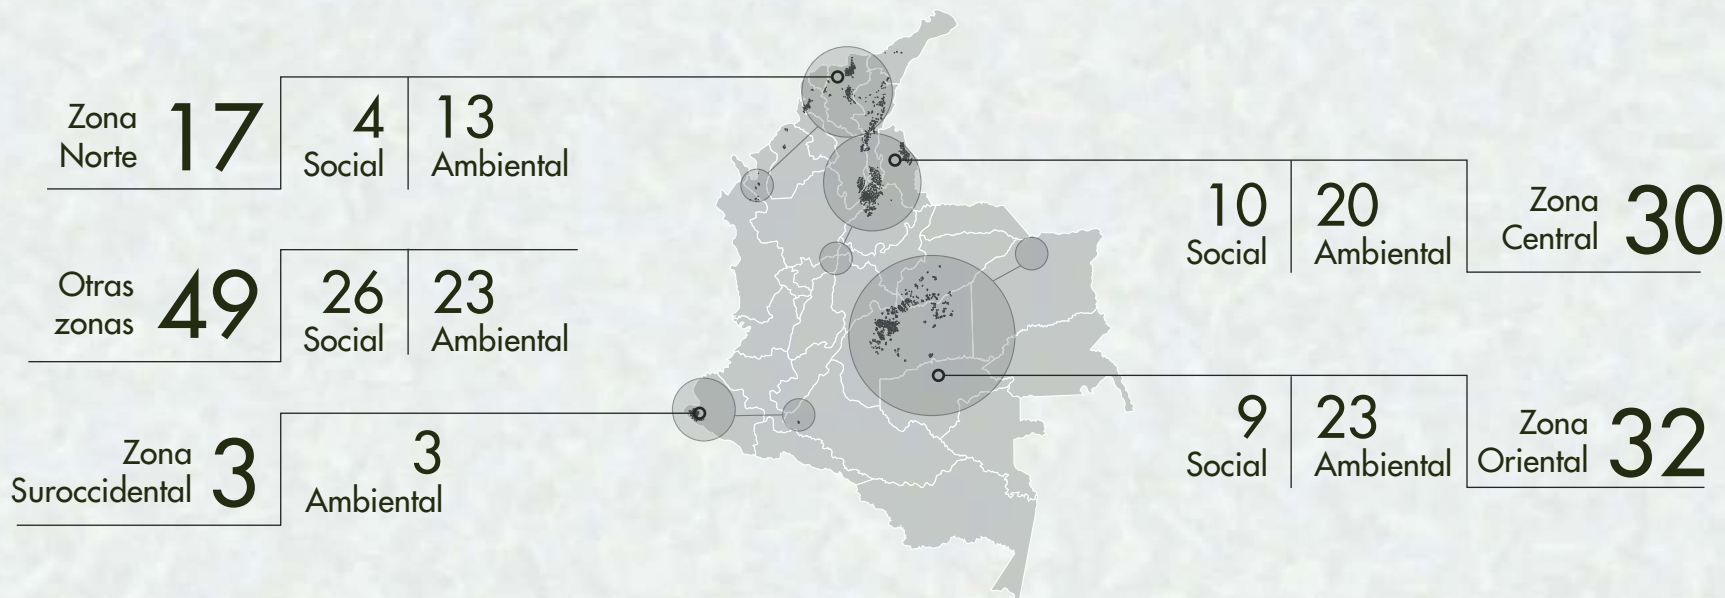 Zona
Norte
17
4
Social
13
Ambiental
Otras
zonas
49
26
Social
23
Ambiental
Zona
Suroccidental
3
3
Ambiental
10
Social
20
Ambiental
Zona
Central
30
9
Social
23
Ambiental
Zona
Oriental
32